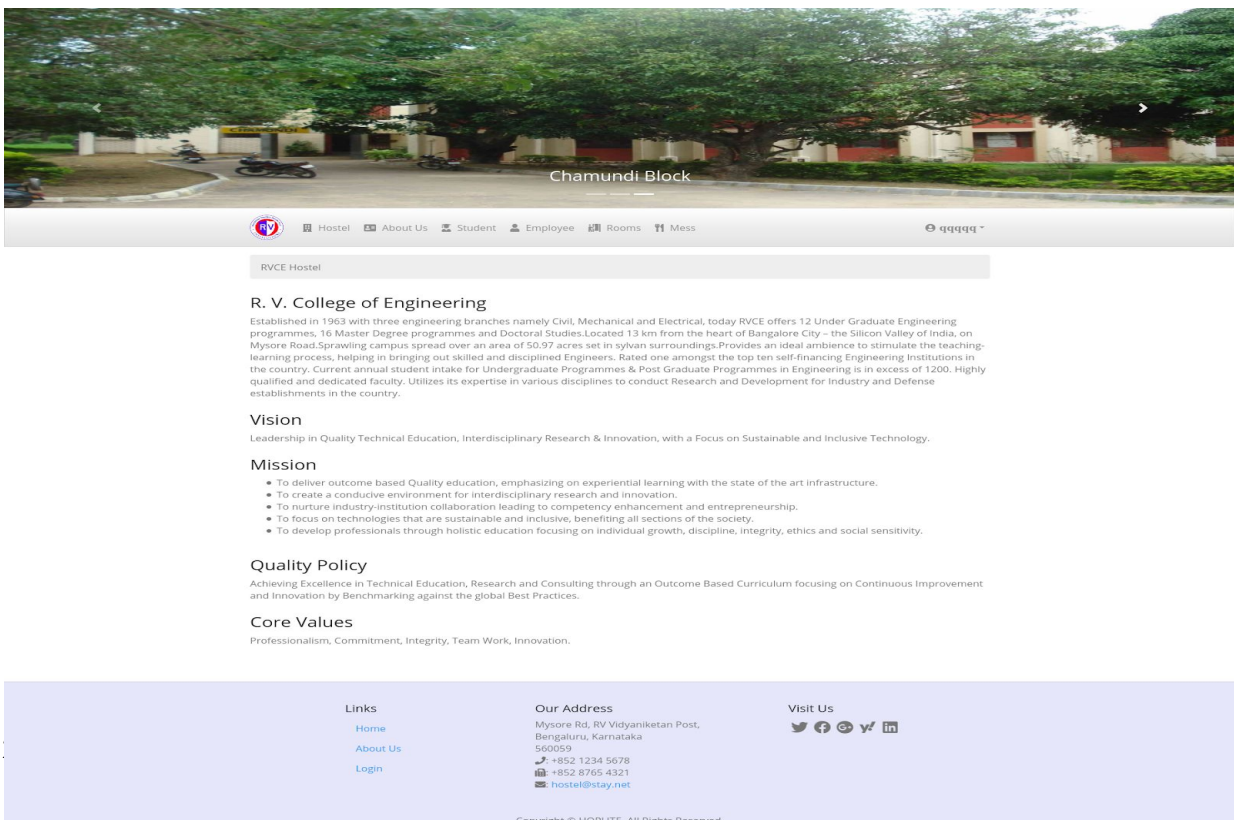 Chamundi Block
RV
Hostel About Us Student Employee Rooms Mess qqqqq
RVCE Hostel
R. V. College of Engineering
Established in 1963 with three engineering branches namely Civil, Mechanical and Electrical, today RVCE offers 12 Under Graduate Engineering
programmes, 16 Master Degree programmes and Doctoral Studies.Located 13 km from the heart of Bangalore City – the Silicon Valley of India, on
Mysore Road.Sprawling campus spread over an area of 50.97 acres set in sylvan surroundings.Provides an ideal ambience to stimulate the teaching-
learning process, helping in bringing out skilled and disciplined Engineers. Rated one amongst the top ten self-financing Engineering Institutions in
the country. Current annual student intake for Undergraduate Programmes & Post Graduate Programmes in Engineering is in excess of 1200. Highly
qualified and dedicated faculty. Utilizes its expertise in various disciplines to conduct Research and Development for Industry and Defense
establishments in the country.
Vision
Leadership in Quality Technical Education, Interdisciplinary Research & Innovation, with a Focus on Sustainable and Inclusive Technology.
Mission
● To deliver outcome based Quality education, emphasizing on experiential learning with the state of the art infrastructure.
● To create a conducive environment for interdisciplinary research and innovation.
● To nurture industry-institution collaboration leading to competency enhancement and entrepreneurship.
● To focus on technologies that are sustainable and inclusive, benefiting all sections of the society.
● To develop professionals through holistic education focusing on individual growth, discipline, integrity, ethics and social sensitivity.
Quality Policy
Achieving Excellence in Technical Education, Research and Consulting through an Outcome Based Curriculum focusing on Continuous Improvement
and Innovation by Benchmarking against the global Best Practices.
Core Values
Professionalism, Commitment, Integrity, Team Work, Innovation.
Links
Home
About Us
Login
Our Address
Mysore Rd, RV Vidyaniketan Post,
Bengaluru, Karnataka
560059
: +852 1234 5678
: +852 8765 4321
: hostel@stay.net
Visit Us